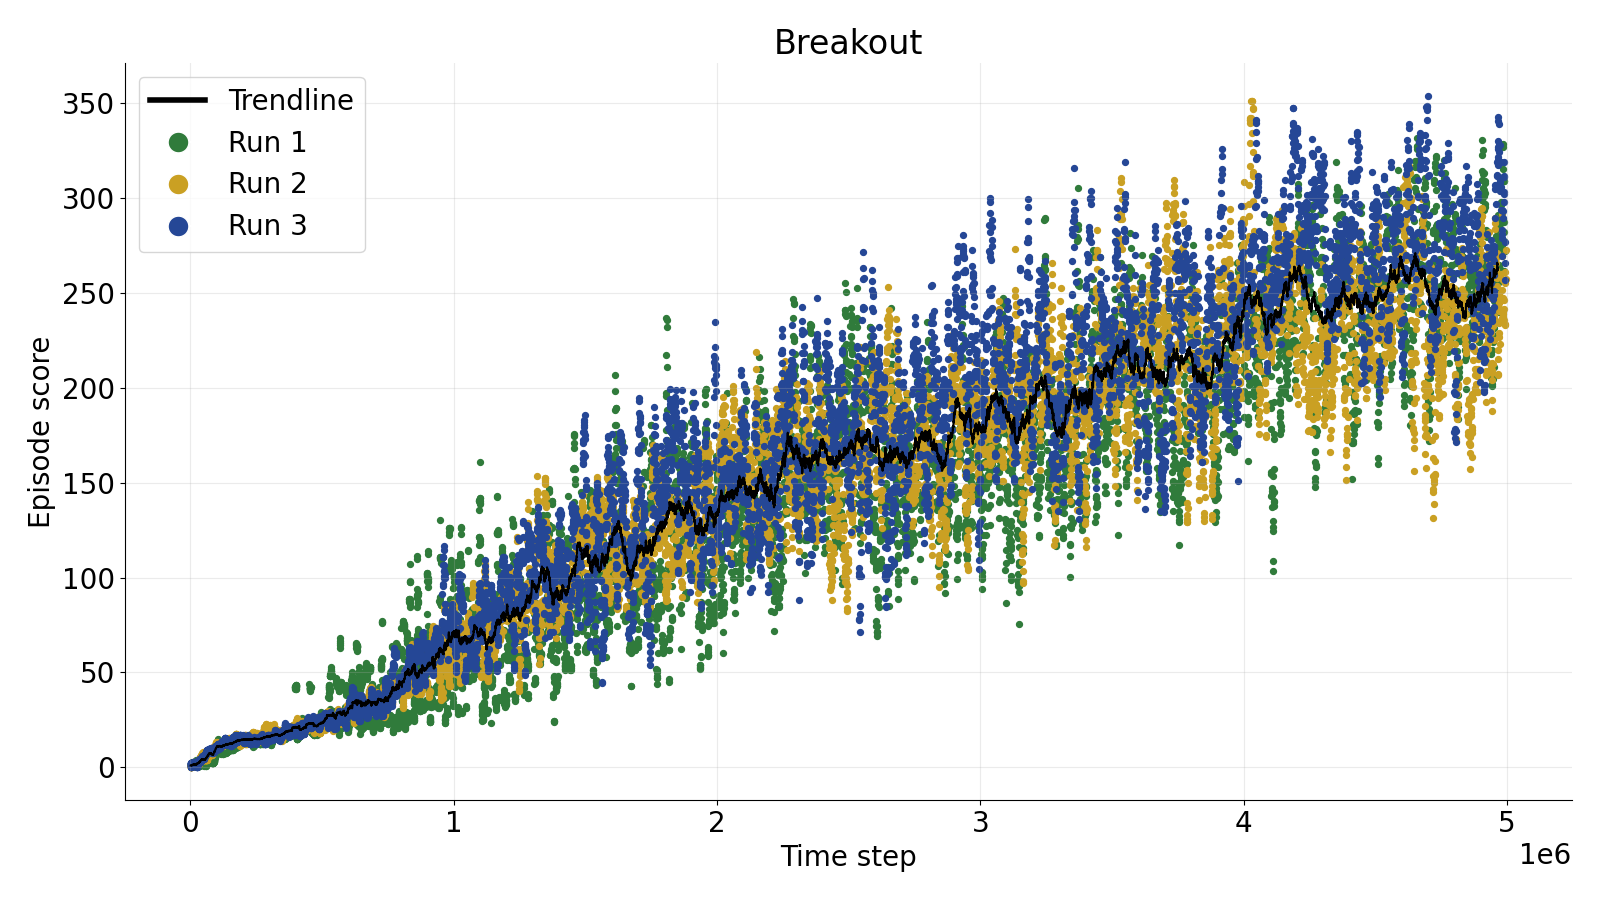 Breakout
Trendline
Run 1
Run 2
Run 3
Episode score
350
300
250
200
150
100
50
0
0 1 2 3 4 5
1e6
Time step